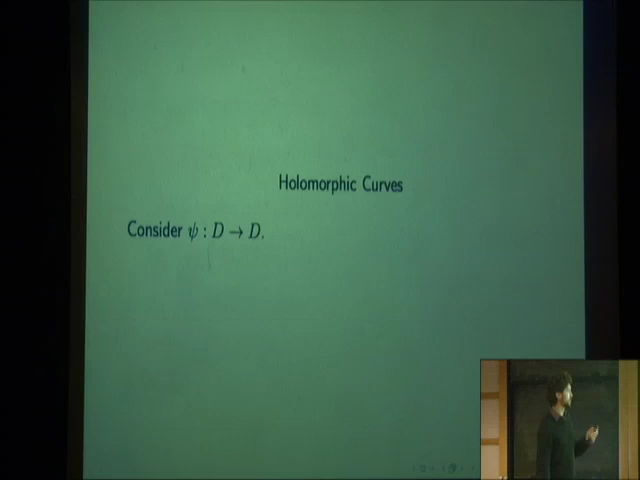 Holomorphic Curves
Consider ψ : D → D.